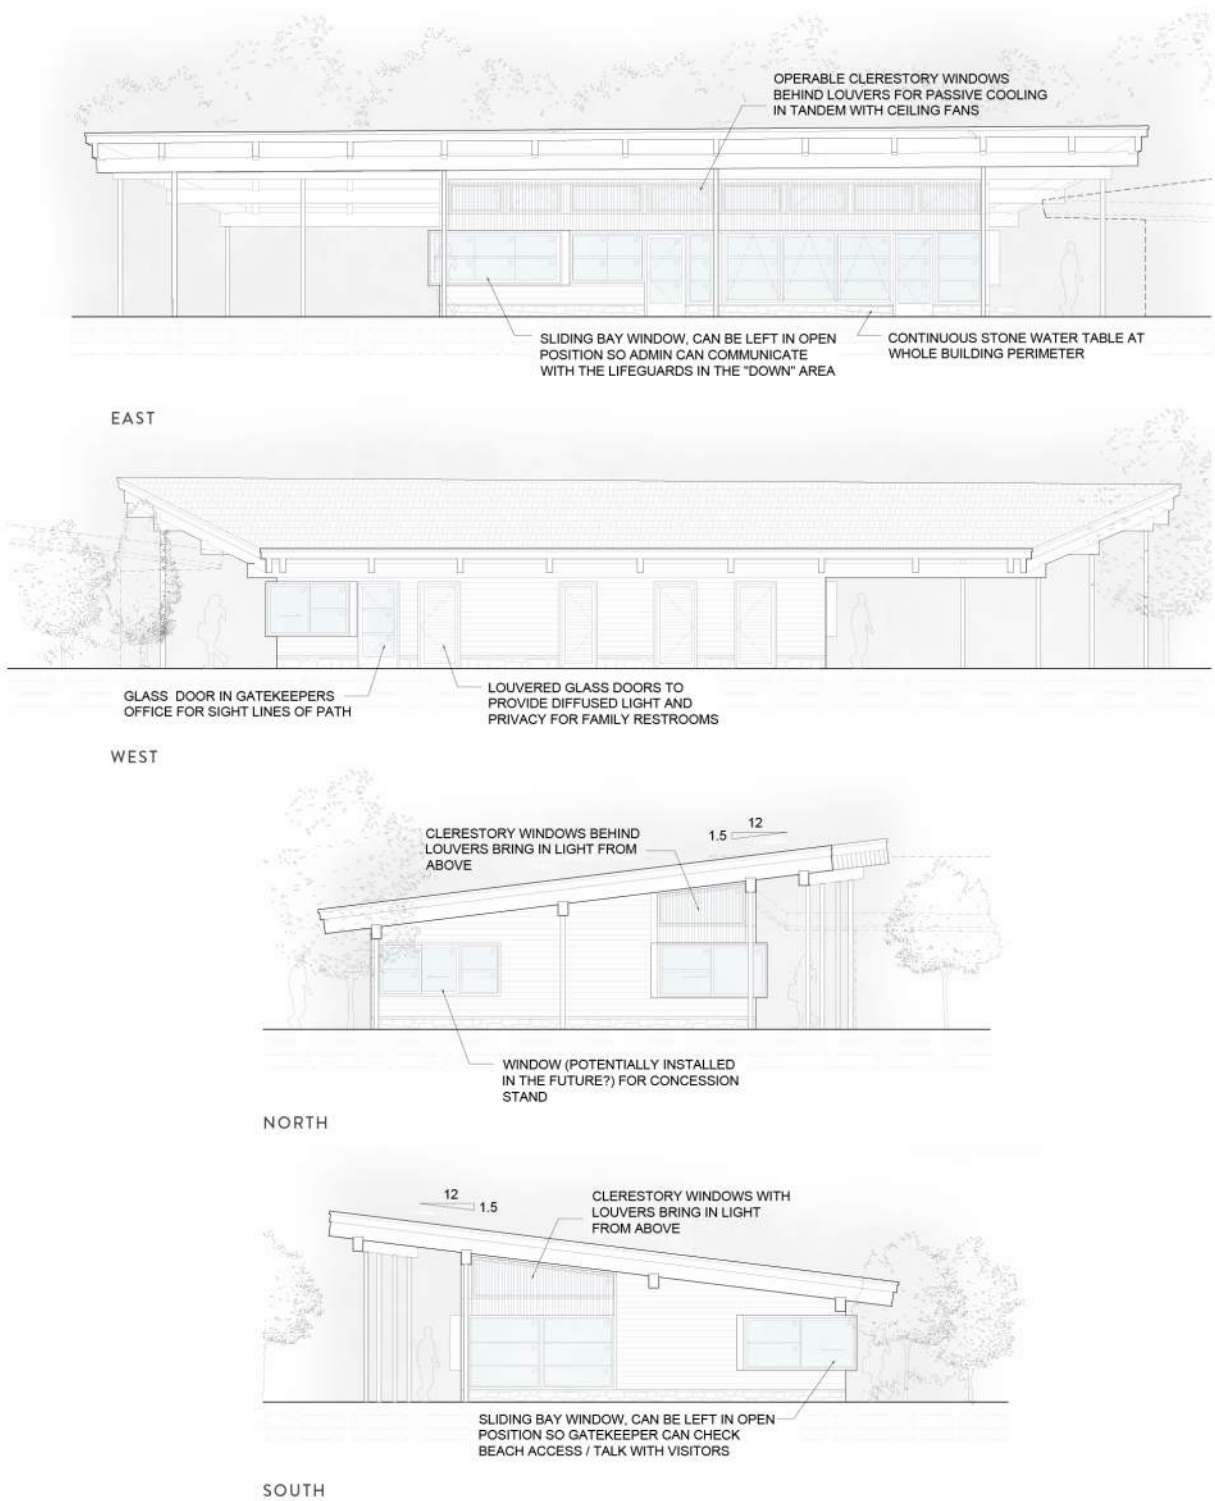 OPERABLE CLERESTORY WINDOWS
BEHIND LOUVERS FOR PASSIVE COOLING
IN TANDEM WITH CEILING FANS
SLIDING BAY WINDOW, CAN BE LEFT IN OPEN
POSITION SO ADMIN CAN COMMUNICATE
WITH THE LIFEGUARDS IN THE "DOWN" AREA
CONTINUOUS STONE WATER TABLE AT
WHOLE BUILDING PERIMETER
EAST
GLASS DOOR IN GATEKEEPERS
OFFICE FOR SIGHT LINES OF PATH
LOUVERED GLASS DOORS TO
PROVIDE DIFFUSED LIGHT AND
PRIVACY FOR FAMILY RESTROOMS
WEST
CLERESTORY WINDOWS BEHIND
LOUVERS BRING IN LIGHT FROM
ABOVE
12
1.5
WINDOW (POTENTIALLY INSTALLED
IN THE FUTURE?) FOR CONCESSION
STAND
NORTH
12
1.5
CLERESTORY WINDOWS WITH
LOUVERS BRING IN LIGHT
FROM ABOVE
SLIDING BAY WINDOW, CAN BE LEFT IN OPEN
POSITION SO GATEKEEPER CAN CHECK
BEACH ACCESS / TALK WITH VISITORS
SOUTH